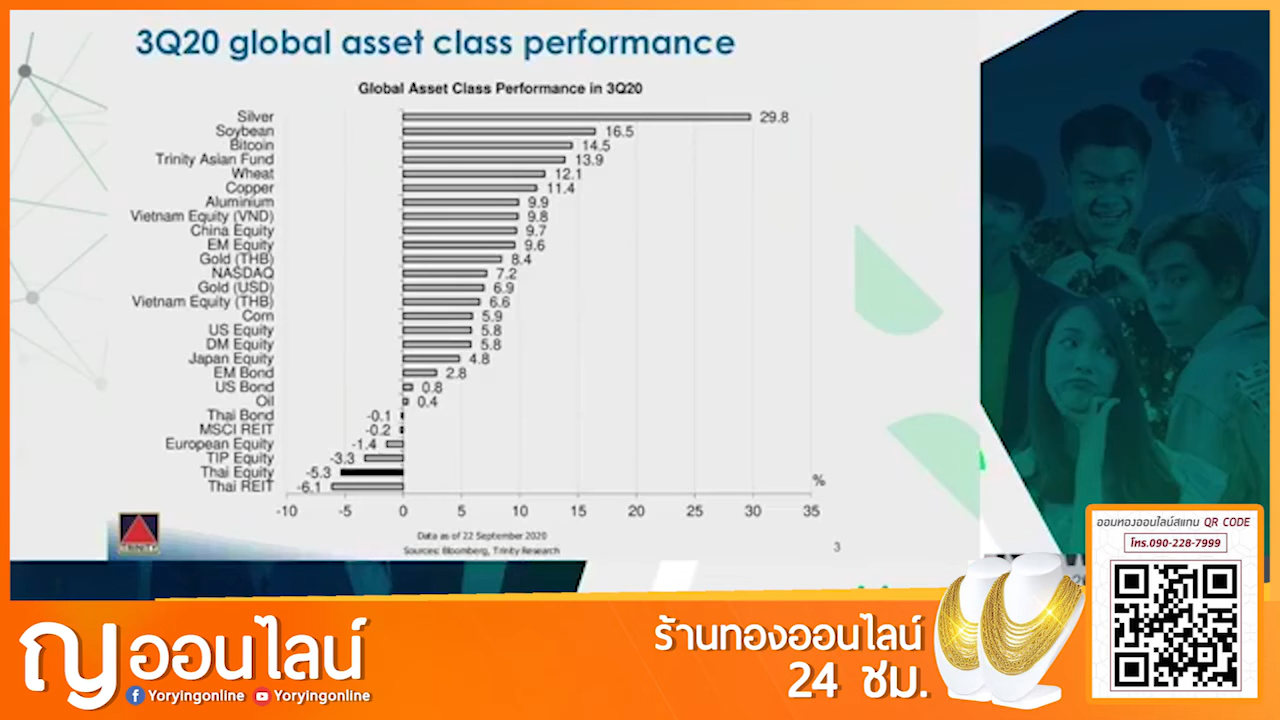 3Q20 global asset class performance
Global Asset Class Performance in 3Q20
Silver 29.8
Soybean 16.5
Bitcoin 14.5
Trinity Asian Fund 13.9
Wheat 12.1
Copper 11.4
Aluminium 9.9
Vietnam Equity (VND) 9.8
China Equity 9.7
EM Equity 9.6
Gold (THB) 8.4
NASDAQ 7.2
Gold (USD) 6.9
Vietnam Equity (THB) 6.6
Corn 5.9
US Equity 5.8
DM Equity 5.8
Japan Equity 4.8
EM Bond 2.8
US Bond 0.8
Oil 0.4
Thai Bond -0.1
MSCI REIT -0.2
European Equity -1.4
TIP Equity -3.3
Thai Equity -5.3
Thai REIT -6.1
%
-10 -5 0 5 10 15 20 25 30 35
Data as of 22 September 2020
Sources: Bloomberg, Trinity Research
3
TRINITY
ออมทองออนไลน์สแกน QR CODE
โทร.090-228-7999
ญออนไลน์
Yoryingonline Yoryingonline
ร้านทองออนไลน์
24 ชม.